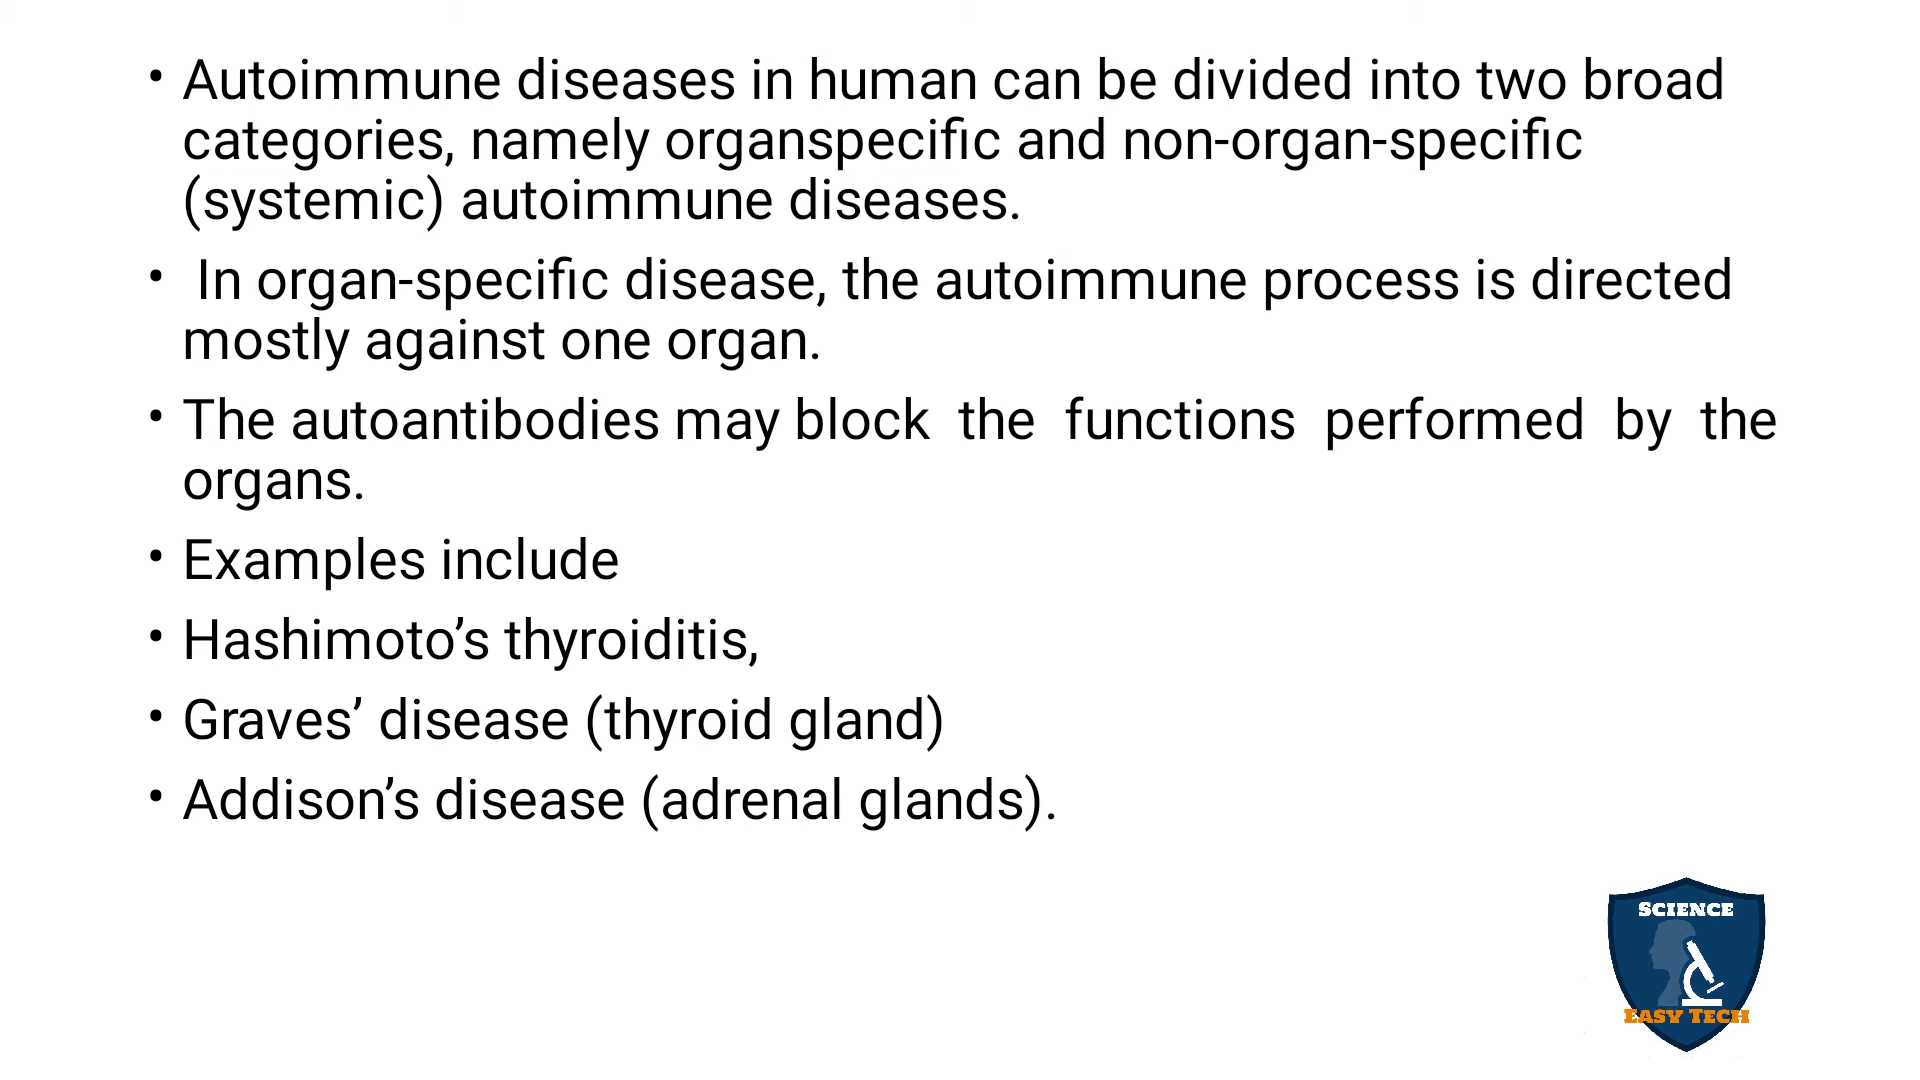 • Autoimmune diseases in human can be divided into two broad
categories, namely organspecific and non-organ-specific
(systemic) autoimmune diseases.
• In organ-specific disease, the autoimmune process is directed
mostly against one organ.
• The autoantibodies may block the functions performed by the
organs.
• Examples include
• Hashimoto’s thyroiditis,
• Graves’ disease (thyroid gland)
• Addison’s disease (adrenal glands).
SCIENCE
EASY TECH